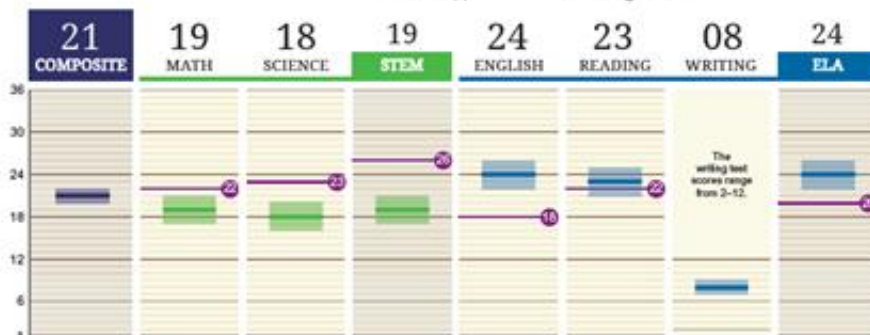 21 19 18 19 24 23 08 24
COMPOSITE MATH SCIENCE STEM ENGLISH READING WRITING ELA
36
30
24
18
12
6
22
23
26
18
22
The
writing test
scores range
from 2–12.